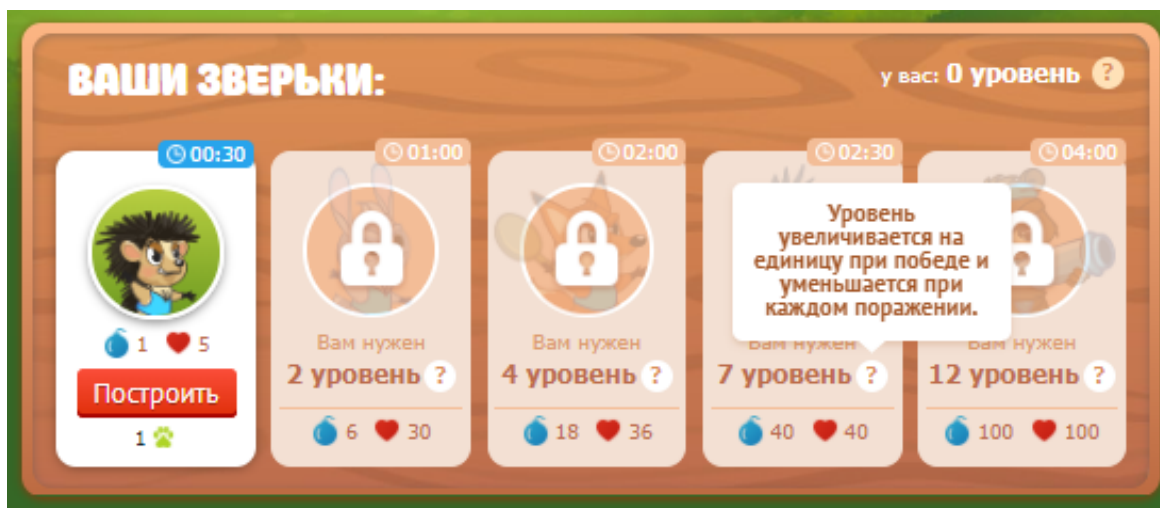 ВАШИ ЗВЕРЬКИ:
у вас: 0 уровень ?
00:30
01:00
02:00
02:30
04:00
Уровень
увеличивается на
единицу при победе и
уменьшается при
каждом поражении.
1 5
Построить
1
Вам нужен
2 уровень ?
6 30
Вам нужен
4 уровень ?
18 36
Вам нужен
7 уровень ?
40 40
Вам нужен
12 уровень ?
100 100